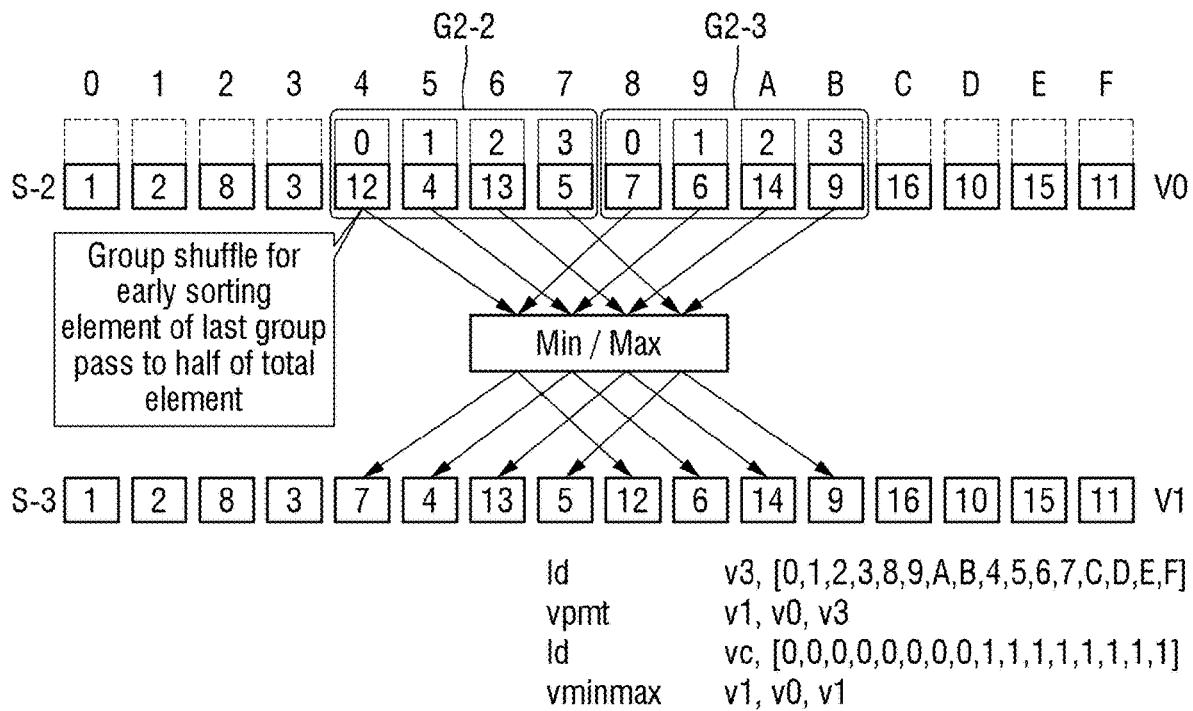 G2-2 G2-3
0 1 2 3 4 5 6 7 8 9 A B C D E F
0 1 2 3 0 1 2 3
S-2 1 2 8 3 12 4 13 5 7 6 14 9 16 10 15 11 V0
Group shuffle for
early sorting
element of last group
pass to half of total
element
Min / Max
S-3 1 2 8 3 7 4 13 5 12 6 14 9 16 10 15 11 V1
ld v3, [0,1,2,3,8,9,A,B,4,5,6,7,C,D,E,F]
vpmt v1, v0, v3
ld vc, [0,0,0,0,0,0,0,0,1,1,1,1,1,1,1,1]
vminmax v1, v0, v1